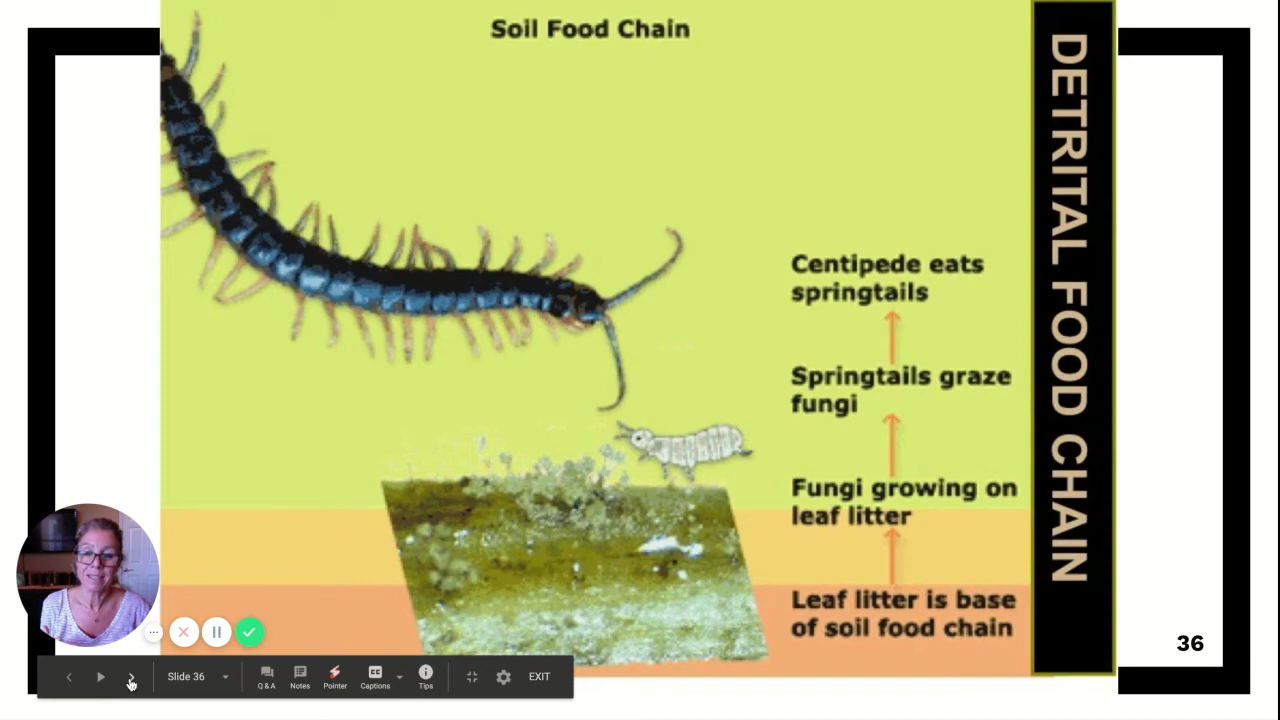 Soil Food Chain
DETRITAL FOOD CHAIN
Centipede eats
springtails
Springtails graze
fungi
Fungi growing on
leaf litter
Leaf litter is base
of soil food chain
36
Slide 36
Q & A
Notes
Pointer
CC
Captions
Tips
EXIT